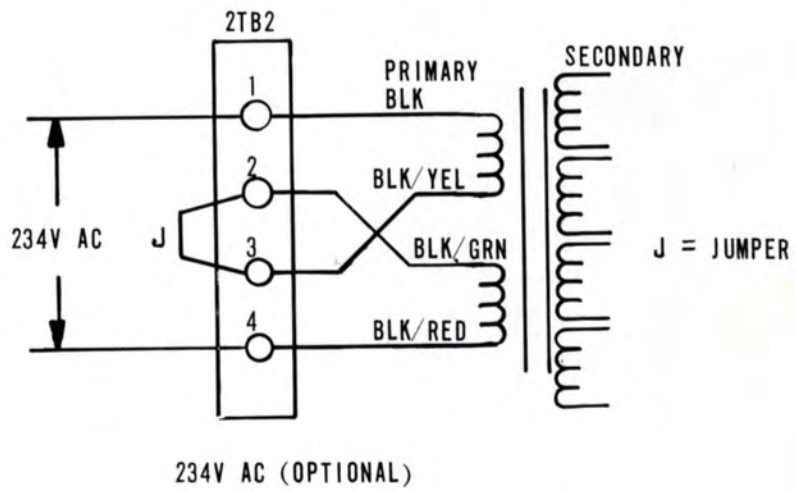 2TB2
SECONDARY
PRIMARY
BLK
1
BLK/YEL
2
234V AC
J
3
BLK/GRN
J = JUMPER
4
BLK/RED
234V AC (OPTIONAL)